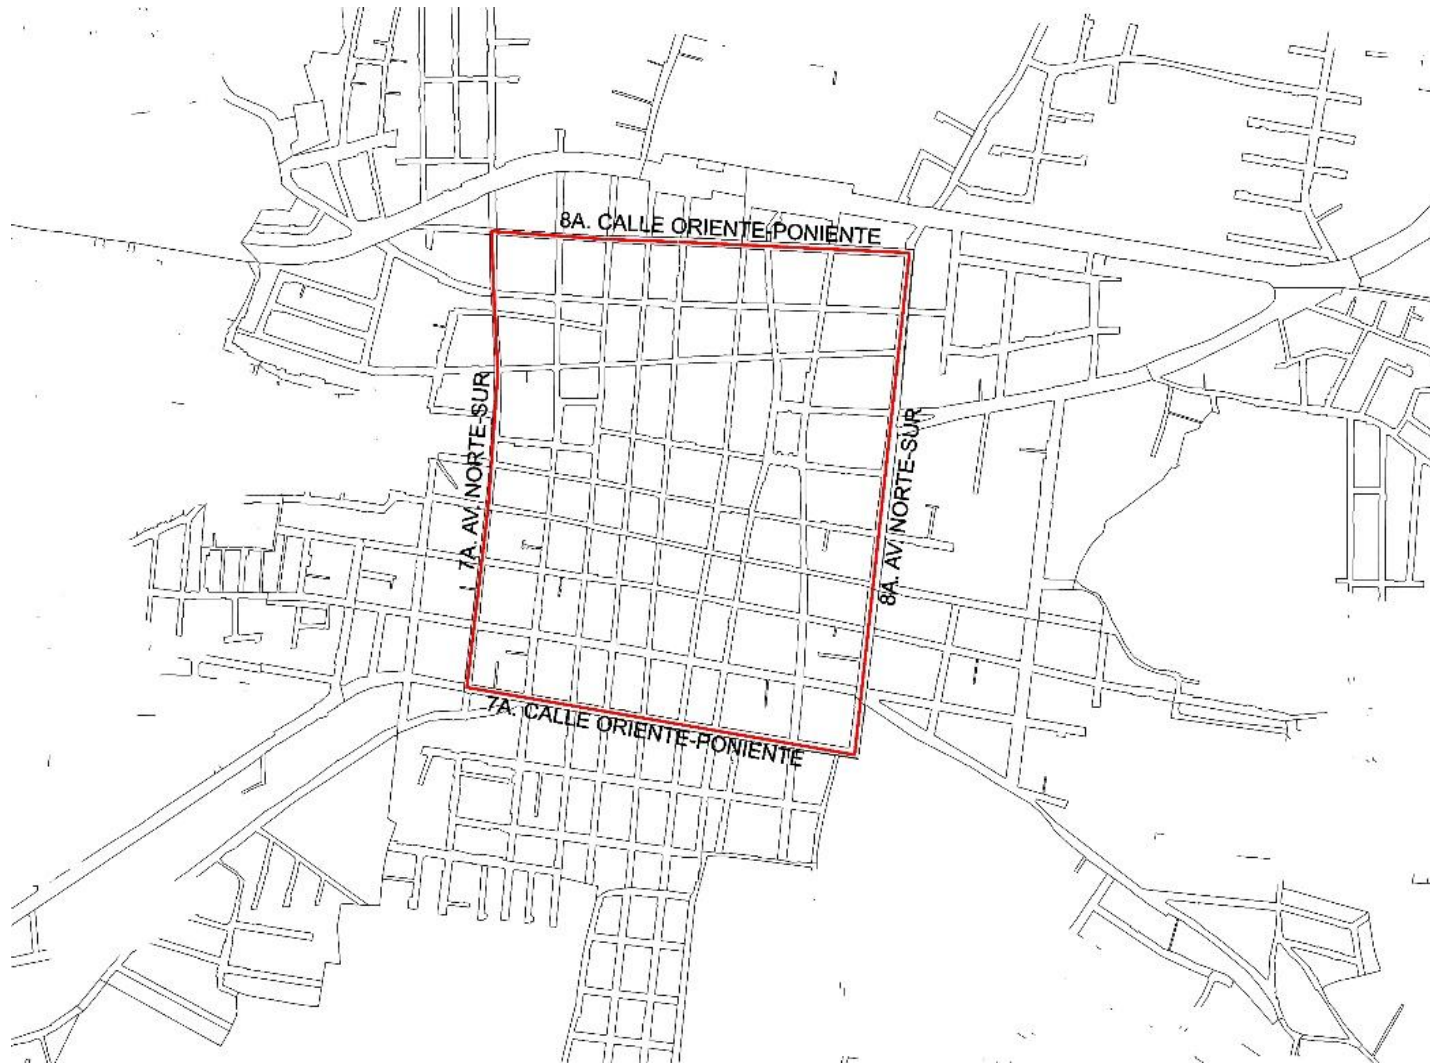 8A. CALLE ORIENTE-PONIENTE
7A. AV. NORTE-SUR
8A. AV. NORTE-SUR
7A. CALLE ORIENTE-PONIENTE